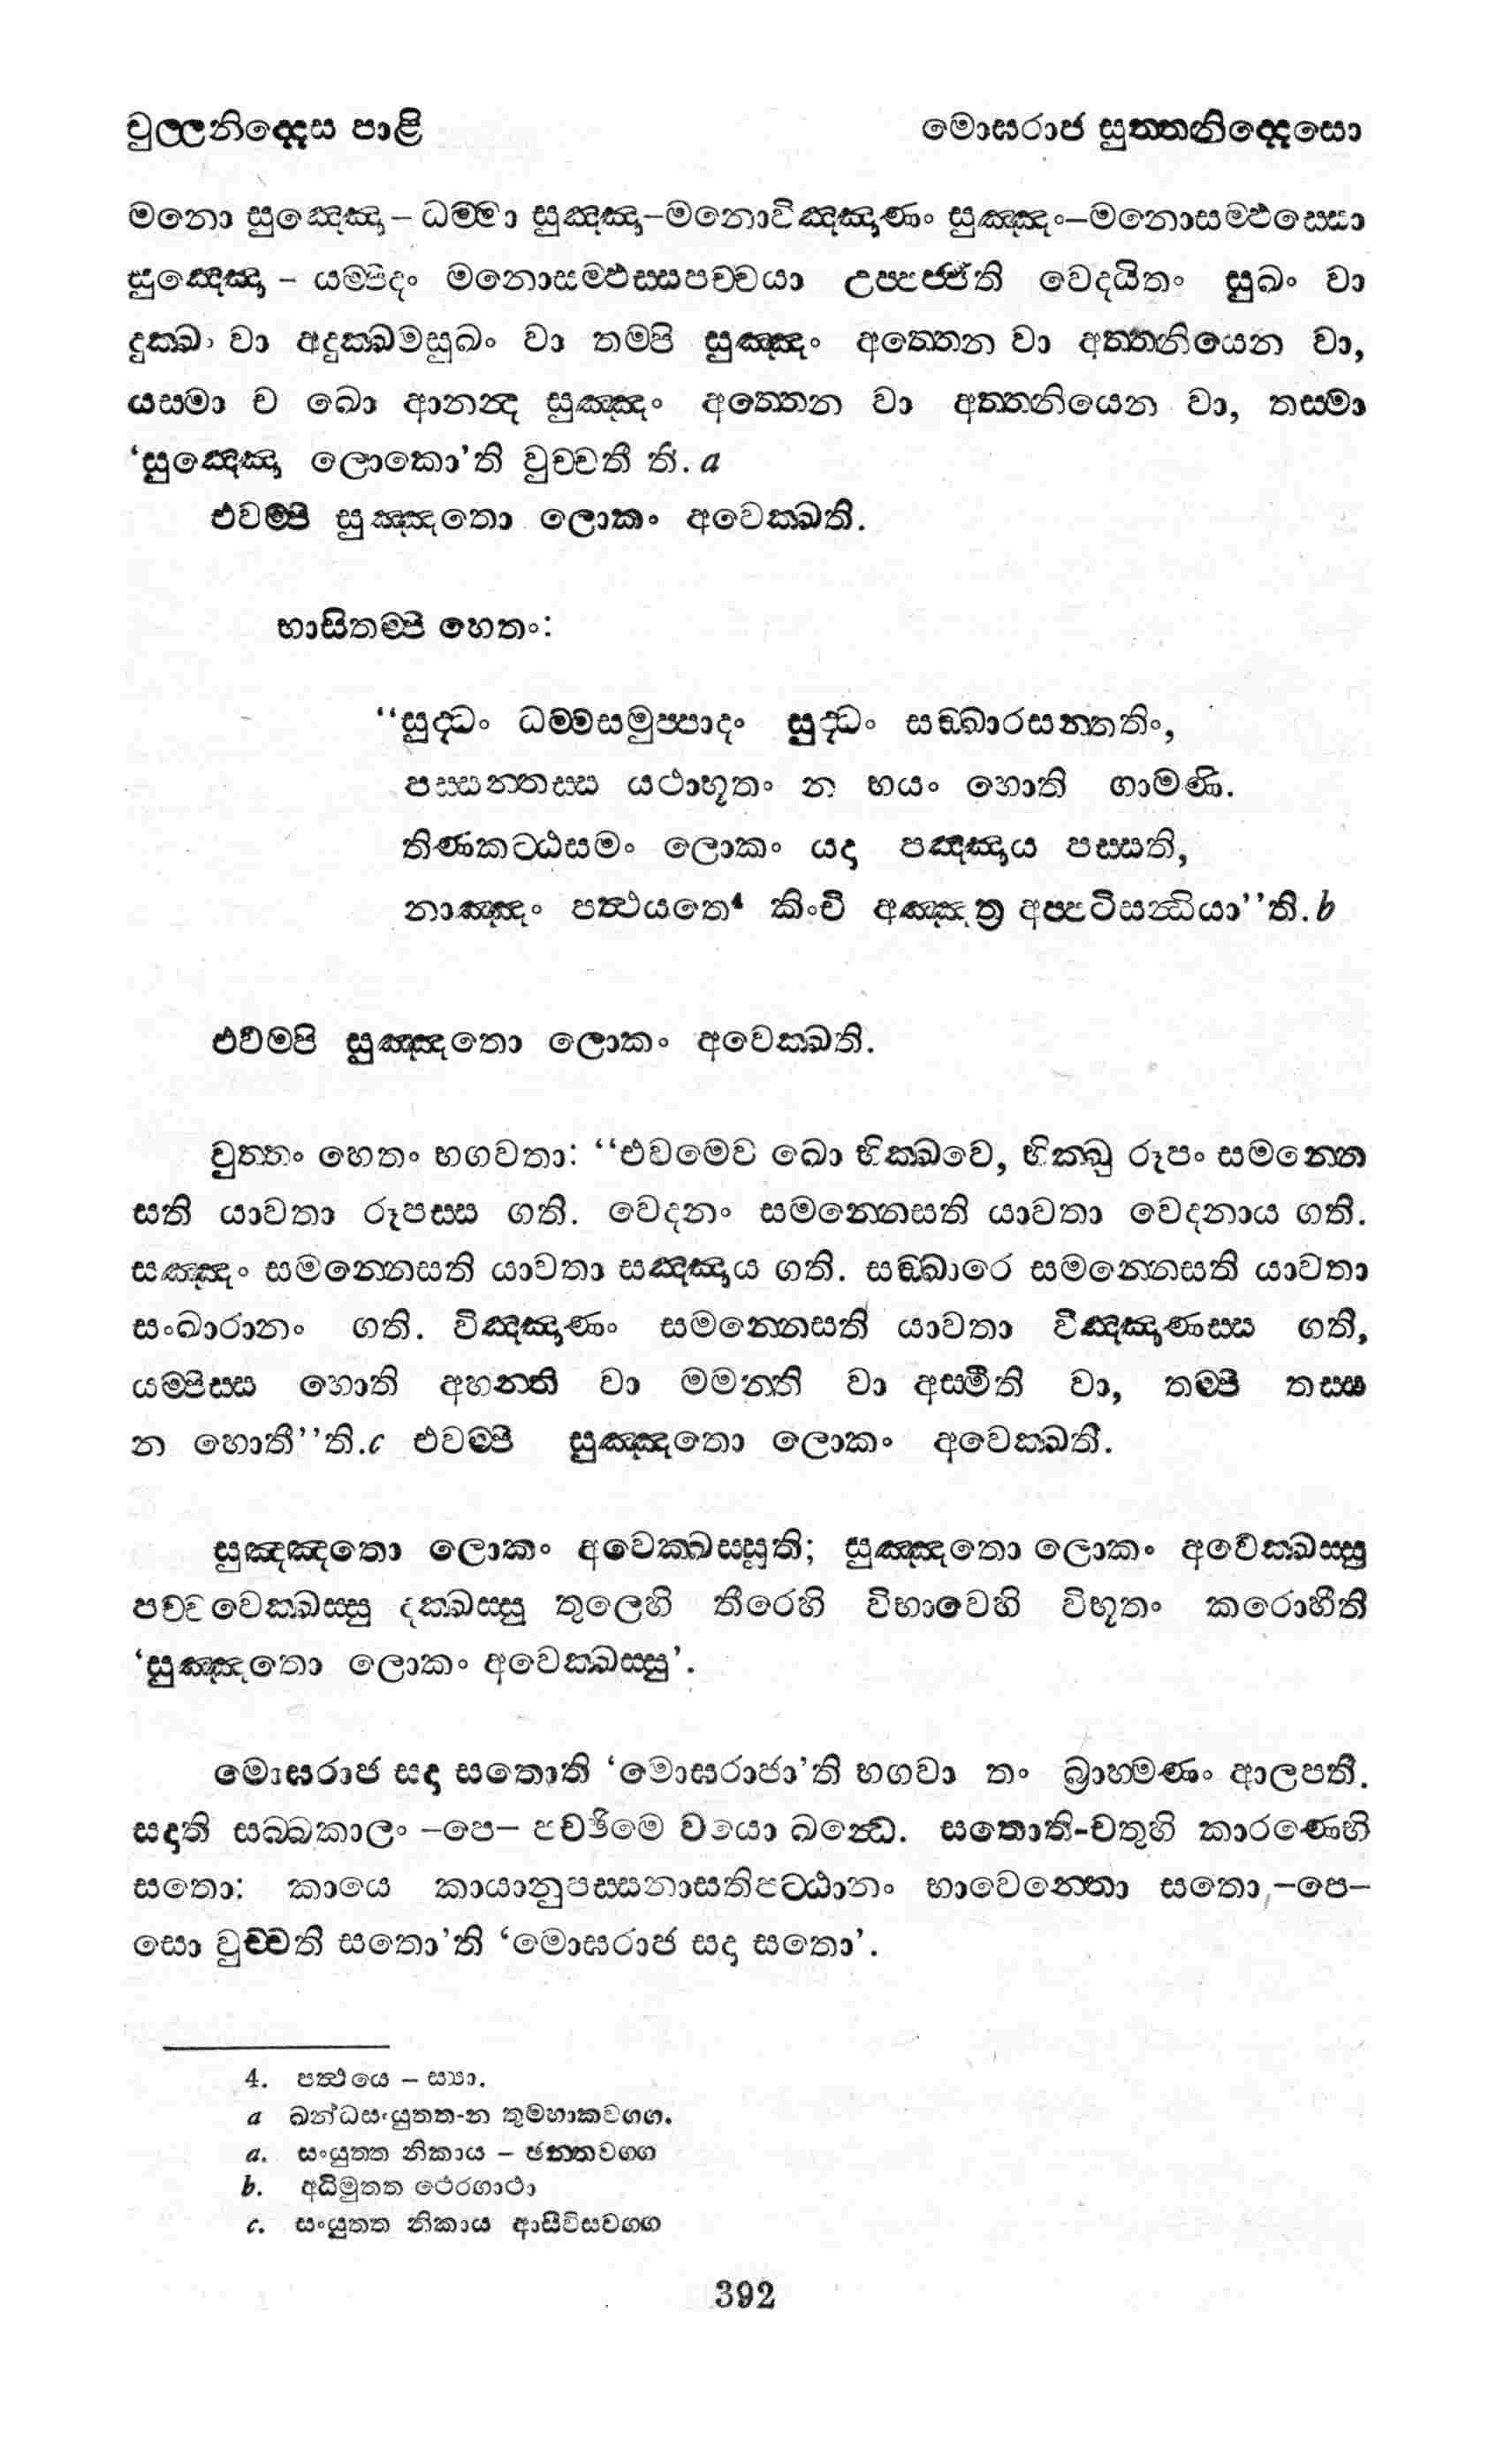 චුල්ලනිද්දෙස පාළි මොඝරාජ සුත්තනිද්දෙසො
මනො සුඤ්ඤො – ධම්මා සුඤ්ඤා–මනොවිඤ්ඤාණං සුඤ්ඤං–මනොසම්ඵස්සො
සුඤ්ඤො – යම්පිදං මනොසම්ඵස්සපච්චයා උප්පජ්ජති වෙදයිතං සුඛං වා
දුක්ඛං වා අදුක්ඛමසුඛං වා තම්පි සුඤ්ඤං අත්තෙන වා අත්තනියෙන වා,
යස්මා ච ඛො ආනන්ද සුඤ්ඤං අත්තෙන වා අත්තනියෙන වා, තස්මා
‘සුඤ්ඤො ලොකො’ති වුච්චතී ති. a
එවම්පි සුඤ්ඤතො ලොකං අවෙක්ඛති.
භාසිතම්පි හෙතං:
‘‘සුද්ධං ධම්මසමුප්පාදං සුද්ධං සඞ්ඛාරසන්තතිං,
පස්සන්තස්ස යථාභූතං න භයං හොති ගාමණි.
තිණකට්ඨසමං ලොකං යදා පඤ්ඤාය පස්සති,
නාඤ්ඤං පත්ථයතෙ⁴ කිංචි අඤ්ඤත්‍ර අප්පටිසන්ධියා’’ති. b
එවම්පි සුඤ්ඤතො ලොකං අවෙක්ඛති.
වුත්තං හෙතං භගවතා: ‘‘එවමෙව ඛො භික්ඛවෙ, භික්ඛු රූපං සමන්නෙ
සති යාවතා රූපස්ස ගති. වෙදනං සමන්නෙසති යාවතා වෙදනාය ගති.
සඤ්ඤං සමන්නෙසති යාවතා සඤ්ඤාය ගති. සඞ්ඛාරෙ සමන්නෙසති යාවතා
සංඛාරානං ගති. විඤ්ඤාණං සමන්නෙසති යාවතා විඤ්ඤාණස්ස ගති,
යම්පිස්ස හොති අහන්ති වා මමන්ති වා අස්මීති වා, තම්පි තස්ස
න හොතී’’ති. c එවම්පි සුඤ්ඤතො ලොකං අවෙක්ඛති.
සුඤ්ඤතො ලොකං අවෙක්ඛස්සූති; සුඤ්ඤතො ලොකං අවෙක්ඛස්සු
පච්චවෙක්ඛස්සු දක්ඛස්සු තුලෙහි තීරෙහි විභාවෙහි විභූතං කරොහීති
‘සුඤ්ඤතො ලොකං අවෙක්ඛස්සු’.
මොඝරාජ සදා සතොති ‘මොඝරාජා’ති භගවා තං බ්‍රාහ්මණං ආලපති.
සදාති සබ්බකාලං –පෙ– පච්ඡිමෙ වයො ඛන්ධෙ. සතොති-චතුහි කාරණෙහි
සතො: කායෙ කායානුපස්සනාසතිපට්ඨානං භාවෙන්තො සතො,–පෙ–
සො වුච්චති සතො’ති ‘මොඝරාජ සදා සතො’.
4. පත්ථයෙ – ස්‍යා.
a ඛන්ධසංයුත්ත-න තුම්හාකවග්ග.
a. සංයුත්ත නිකාය – ඡන්තවග්ග
b. අධිමුත්ත ථෙරගාථා
c. සංයුත්ත නිකාය ආසීවිසවග්ග
392